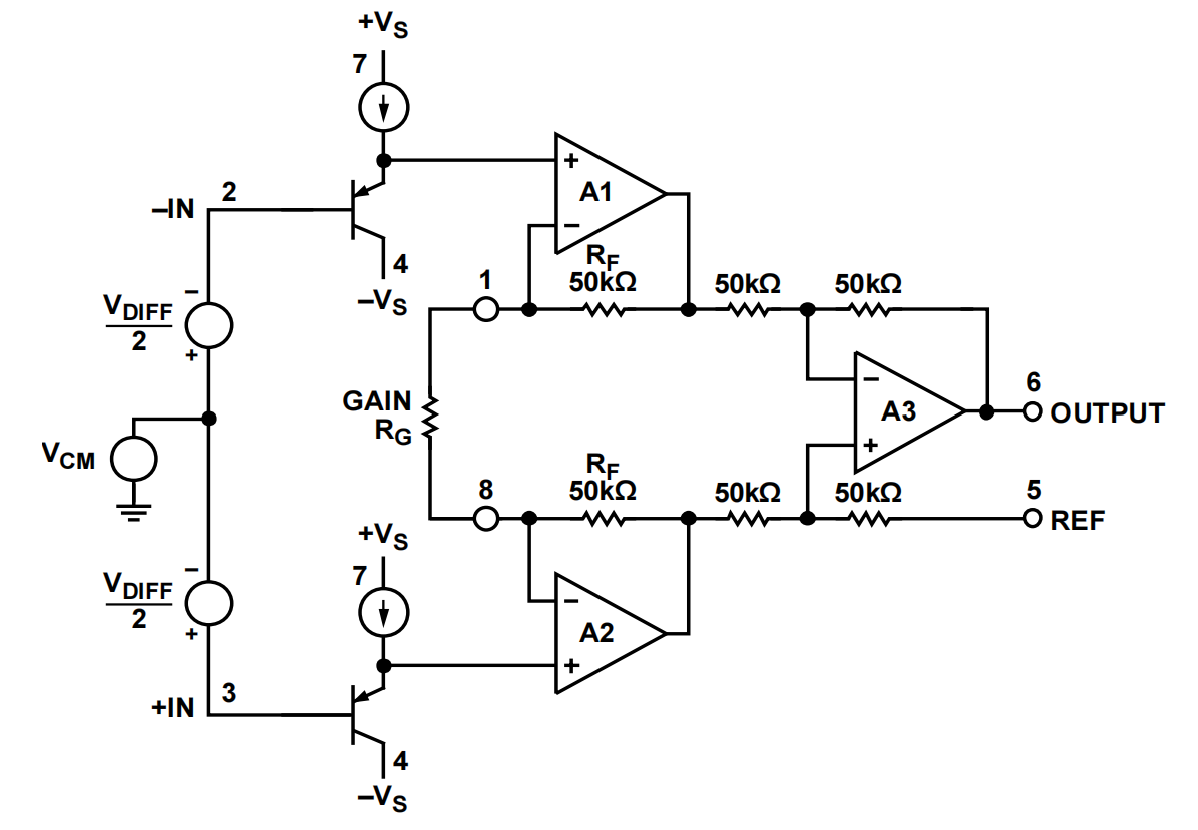 +VS
7
A1
+
−
–IN
2
4
–VS
RF
50kΩ
50kΩ
50kΩ
1
VDIFF
2
−
+
GAIN
RG
A3
−
+
6
OUTPUT
VCM
RF
50kΩ
50kΩ
50kΩ
8
5
REF
+VS
7
VDIFF
2
−
+
A2
−
+
+IN
3
4
–VS